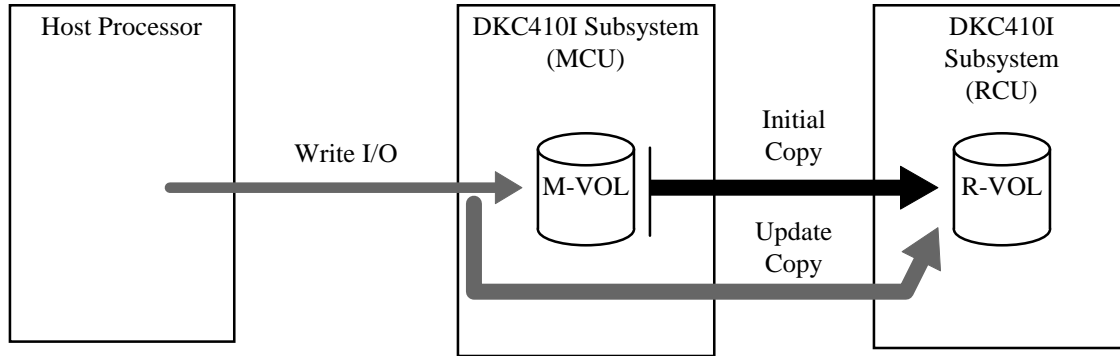 Host Processor
DKC410I Subsystem
(MCU)
DKC410I
Subsystem
(RCU)
Write I/O
M-VOL
Initial
Copy
R-VOL
Update
Copy